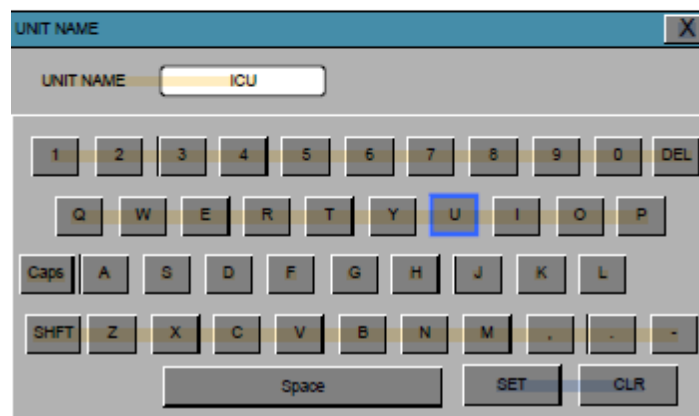 UNIT NAME X
UNIT NAME ICU
1 2 3 4 5 6 7 8 9 0 DEL
Q W E R T Y U I O P
Caps A S D F G H J K L
SHFT Z X C V B N M , . -
Space SET CLR